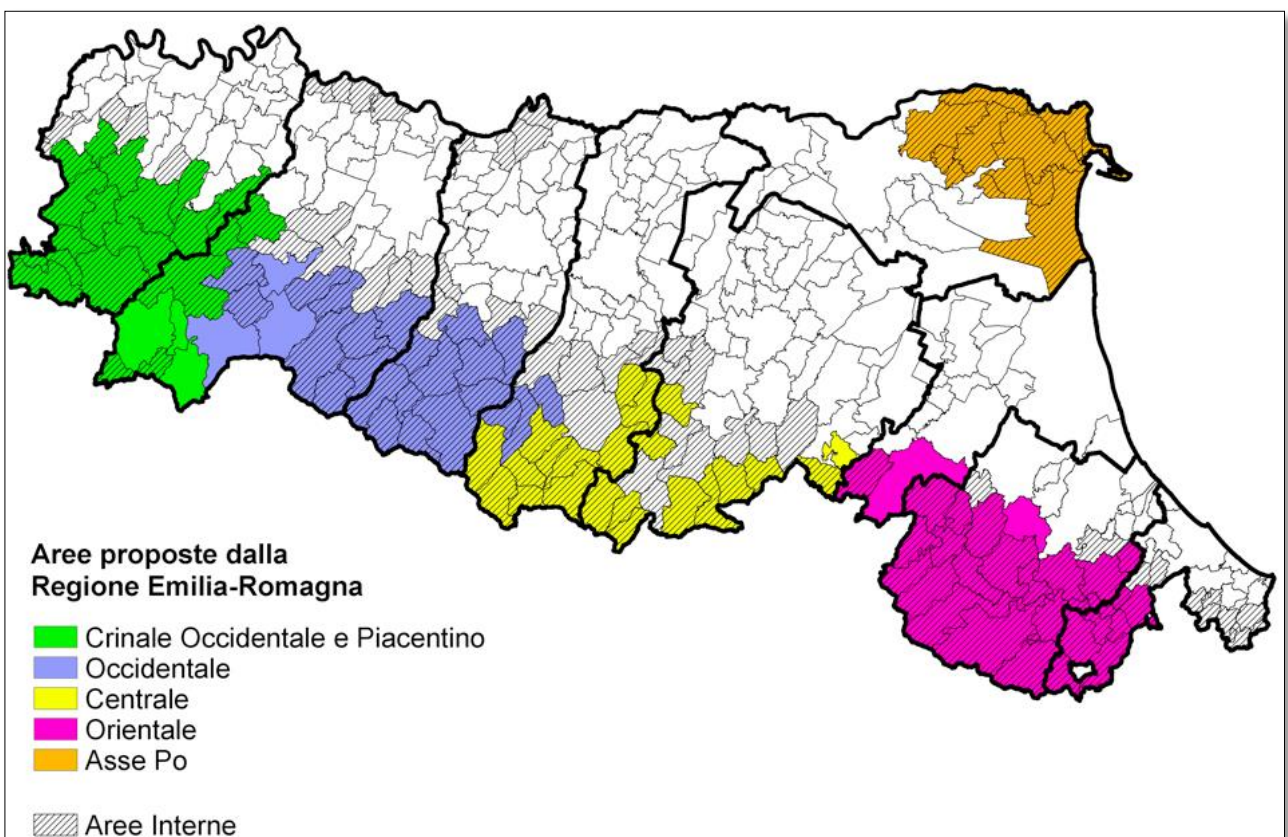 Aree proposte dalla
Regione Emilia-Romagna
Crinale Occidentale e Piacentino
Occidentale
Centrale
Orientale
Asse Po
Aree Interne